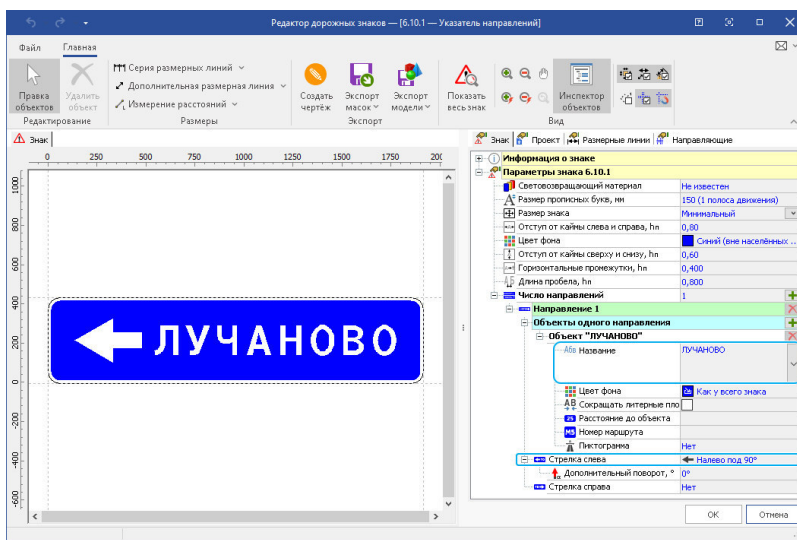 Редактор дорожных знаков — [6.10.1 — Указатель направлений]
Файл Главная
Правка объектов
Удалить объект
Серия размерных линий
Дополнительная размерная линия
Измерение расстояний
Создать чертёж
Экспорт масок
Экспорт модели
Показать весь знак
Инспектор объектов
Редактирование Размеры Экспорт Вид
Знак
Знак Проект Размерные линии Направляющие
0 250 500 750 1000 1250 1500 1750 200
1000
800
600
400
200
0
-200
-400
-600
ЛУЧАНОВО
Информация о знаке
Параметры знака 6.10.1
Световозвращающий материал Не известен
Размер прописных букв, мм 150 (1 полоса движения)
Размер знака Минимальный
Отступ от каймы слева и справа, hп 0,80
Цвет фона Синий (вне населённых ...
Отступ от каймы сверху и снизу, hп 0,60
Горизонтальные промежутки, hп 0,400
Длина пробела, hп 0,800
Число направлений 1
Направление 1
Объекты одного направления
Объект "ЛУЧАНОВО"
Абв Название ЛУЧАНОВО
Цвет фона Как у всего знака
Сокращать литерные пло
25 Расстояние до объекта
M5 Номер маршрута
Пиктограмма Нет
Стрелка слева Налево под 90°
Дополнительный поворот, ° 0°
Стрелка справа Нет
ОК Отмена